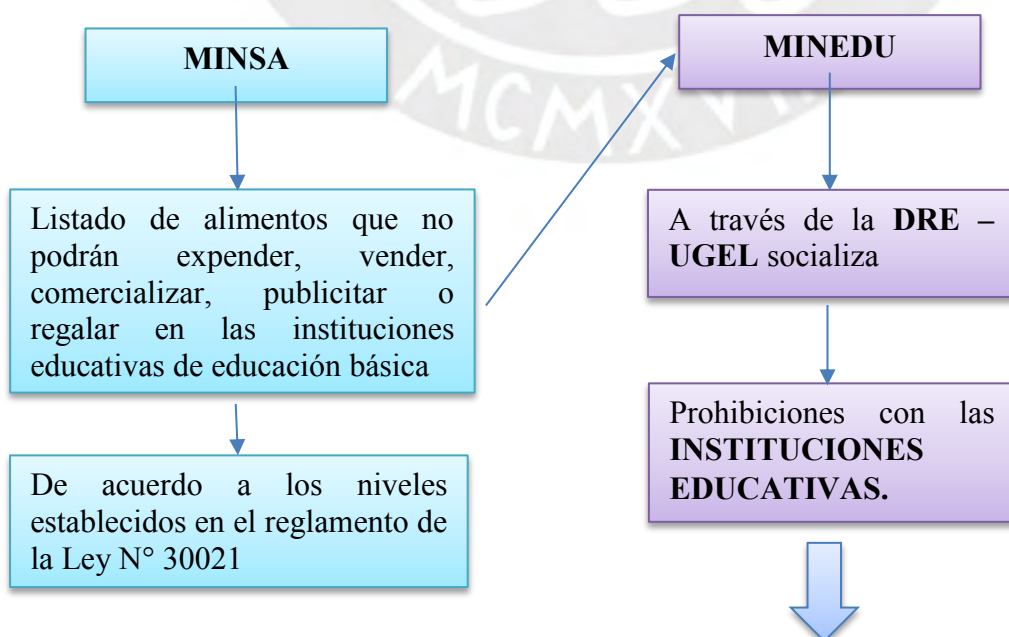 MINSA
Listado de alimentos que no
podrán expender, vender,
comercializar, publicitar o
regalar en las instituciones
educativas de educación básica
De acuerdo a los niveles
establecidos en el reglamento de
la Ley N° 30021
MINEDU
A través de la DRE –
UGEL socializa
Prohibiciones con las
INSTITUCIONES
EDUCATIVAS.